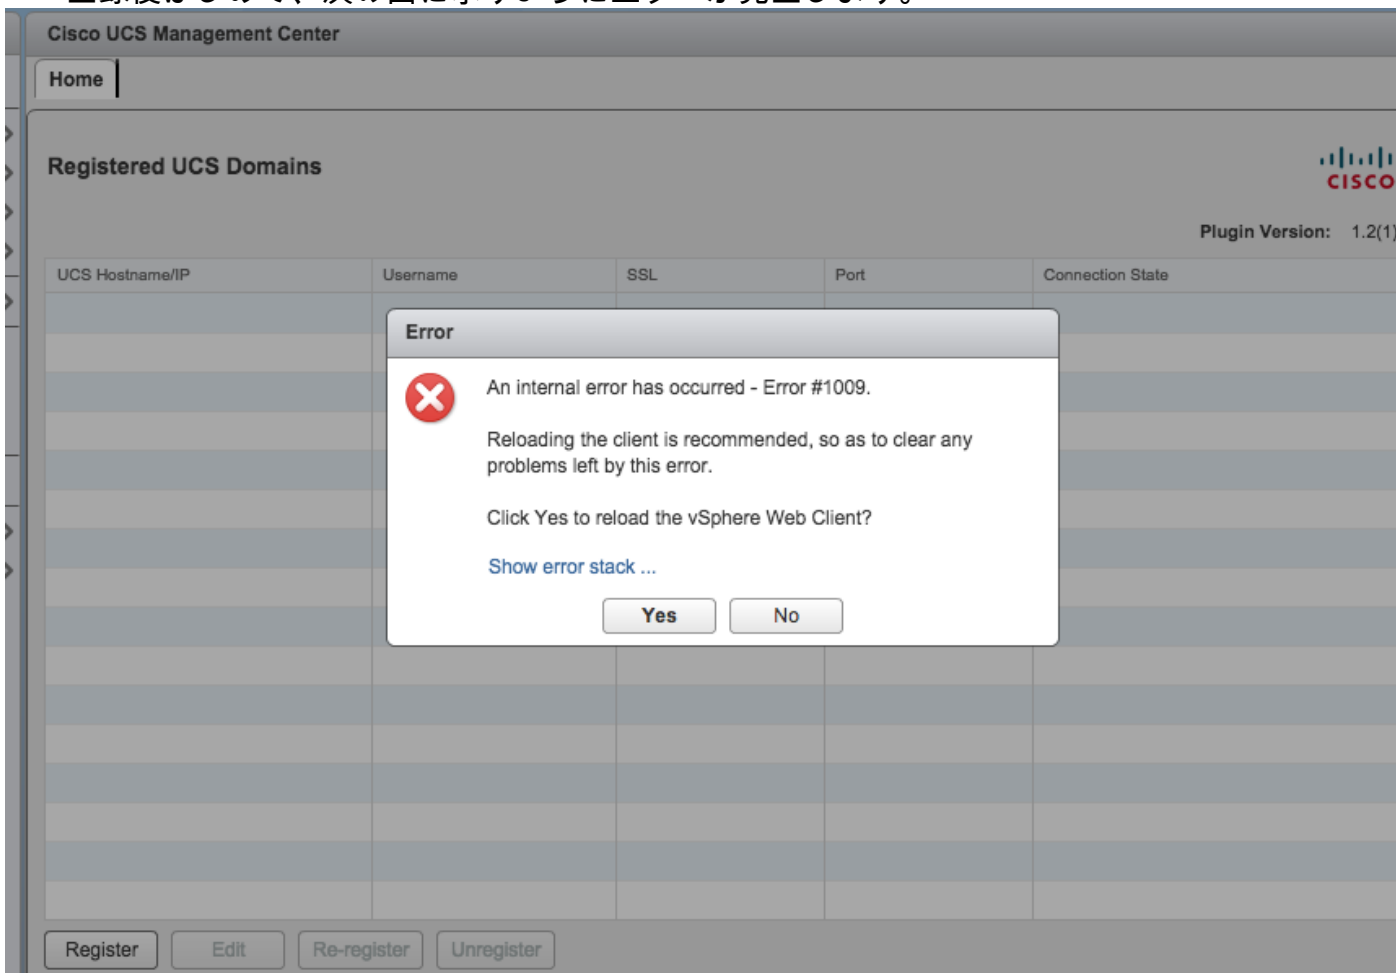 Cisco UCS Management Center
Home
Registered UCS Domains
CISCO
Plugin Version: 1.2(1)
UCS Hostname/IP Username SSL Port Connection State
Error
An internal error has occurred - Error #1009.
Reloading the client is recommended, so as to clear any
problems left by this error.
Click Yes to reload the vSphere Web Client?
Show error stack ...
Yes No
Register Edit Re-register Unregister